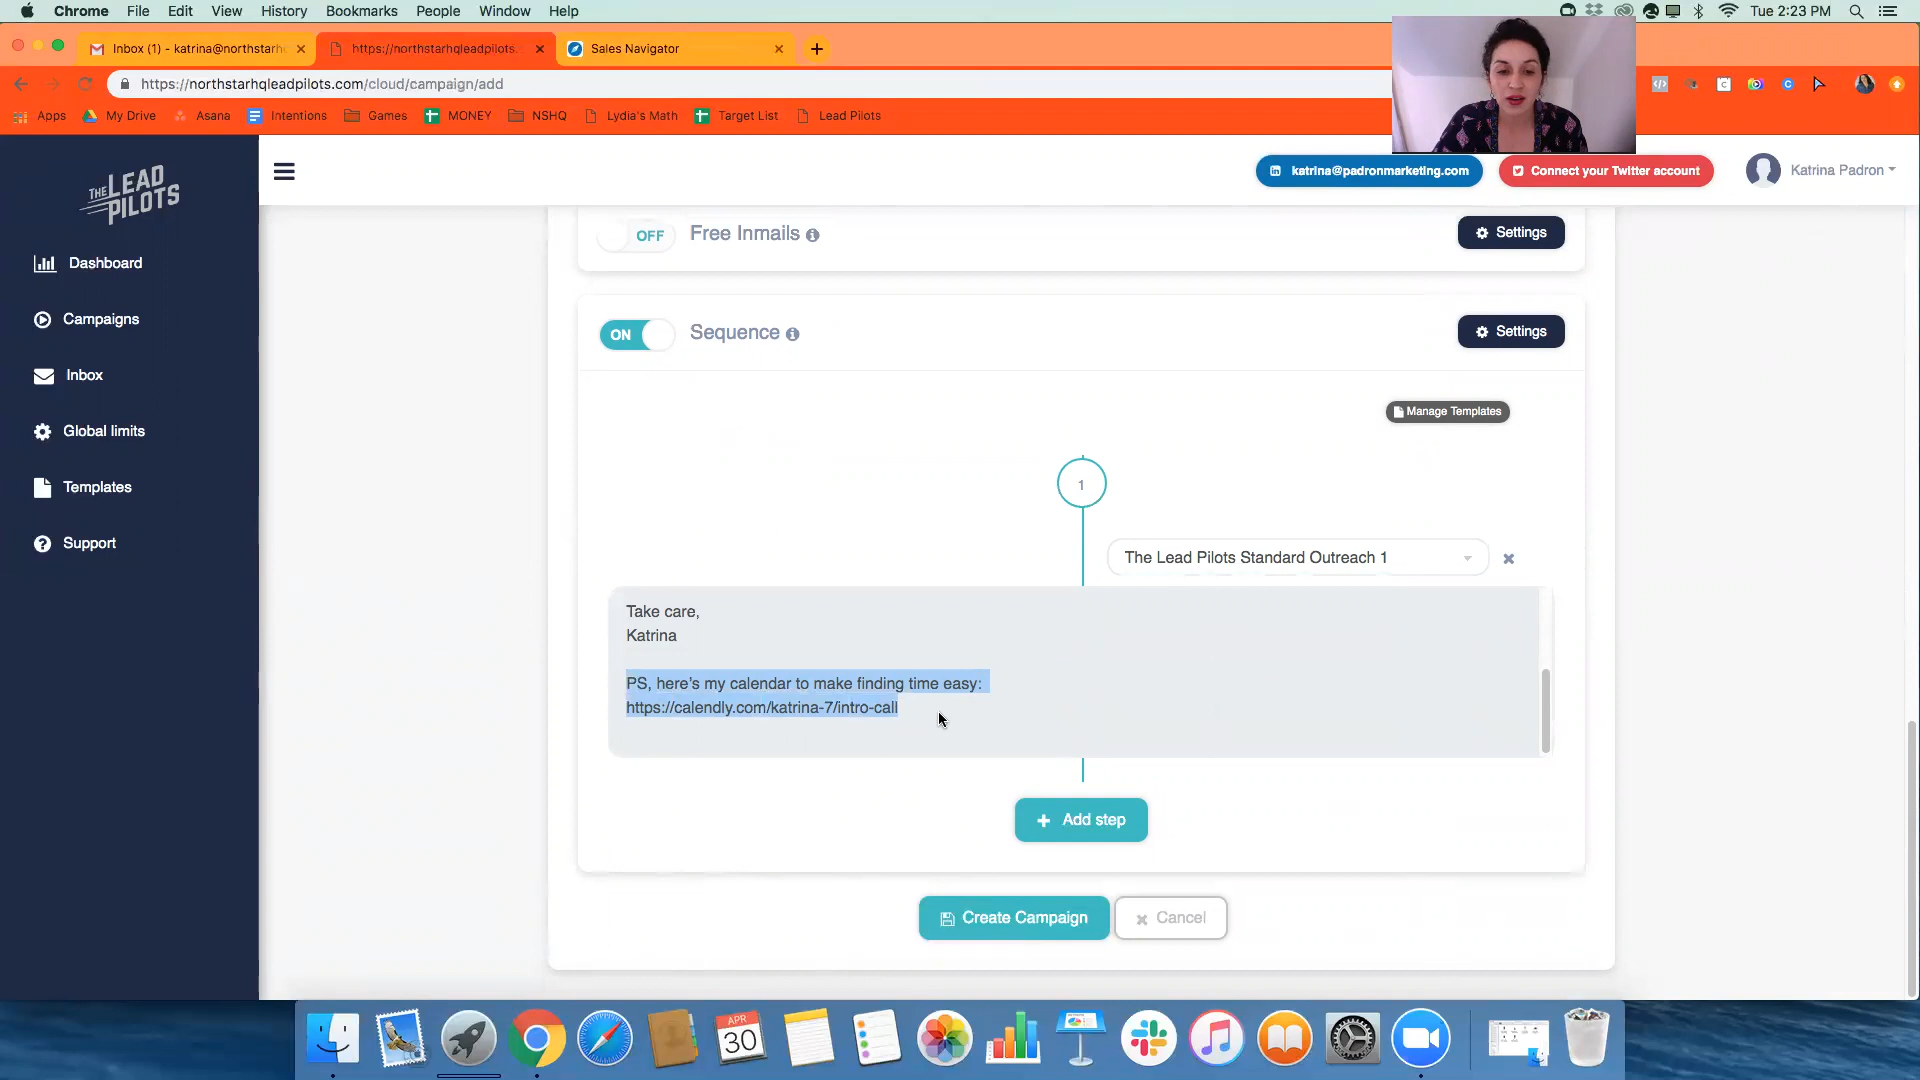 Chrome File Edit View History Bookmarks People Window Help Tue 2:23 PM
Inbox (1) - katrina@northstarh
https://northstarhqleadpilots.
Sales Navigator
https://northstarhqleadpilots.com/cloud/campaign/add
Apps My Drive Asana Intentions Games MONEY NSHQ Lydia's Math Target List Lead Pilots
THE LEAD
PILOTS
katrina@padronmarketing.com
Connect your Twitter account
Katrina Padron
Dashboard
Campaigns
Inbox
Global limits
Templates
Support
OFF Free Inmails
Settings
ON Sequence
Settings
Manage Templates
1
The Lead Pilots Standard Outreach 1
Take care,
Katrina
PS, here's my calendar to make finding time easy:
https://calendly.com/katrina-7/intro-call
+ Add step
Create Campaign
Cancel
APR
30